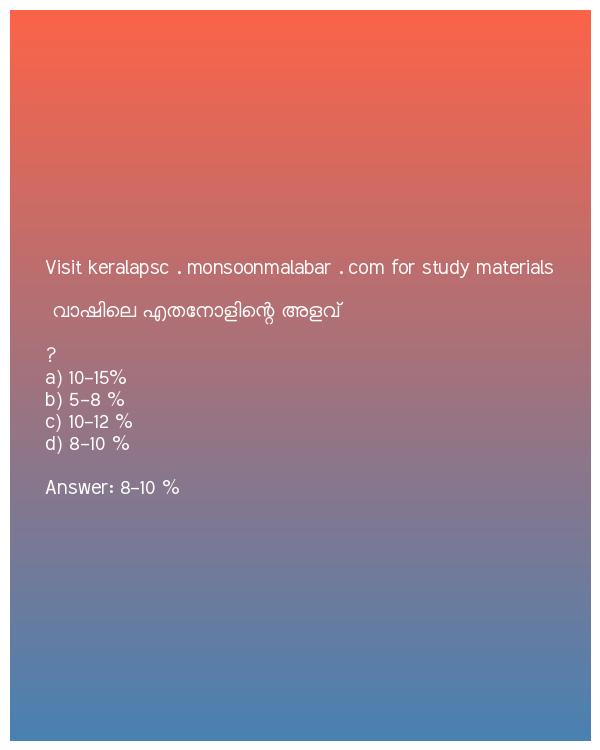 Visit keralapsc . monsoonmalabar . com for study materials
വാഷിലെ എതനോളിന്റെ അളവ്
?
a) 10-15%
b) 5-8 %
c) 10-12 %
d) 8-10 %
Answer: 8-10 %